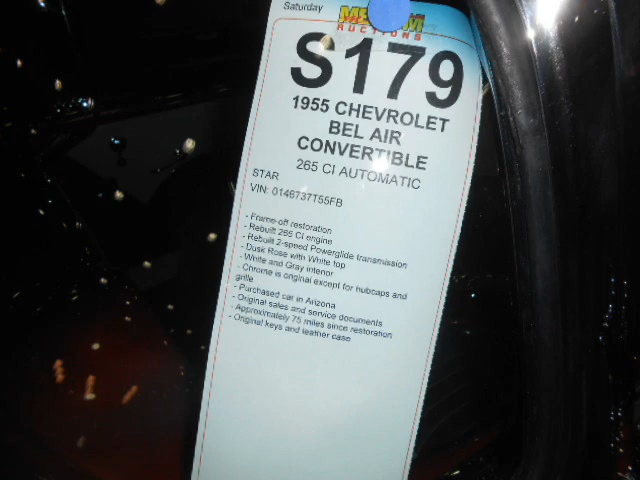 Saturday
MECUM
AUCTIONS
S179
1955 CHEVROLET
BEL AIR
CONVERTIBLE
265 CI AUTOMATIC
STAR
VIN: 0146737T55FB
- Frame-off restoration
- Rebuilt 265 CI engine
- Rebuilt 2-speed Powerglide transmission
- Dusk Rose with White top
- White and Gray interior
- Chrome is original except for hubcaps and
grille
- Purchased car in Arizona
- Original sales and service documents
- Approximately 75 miles since restoration
- Original keys and leather case